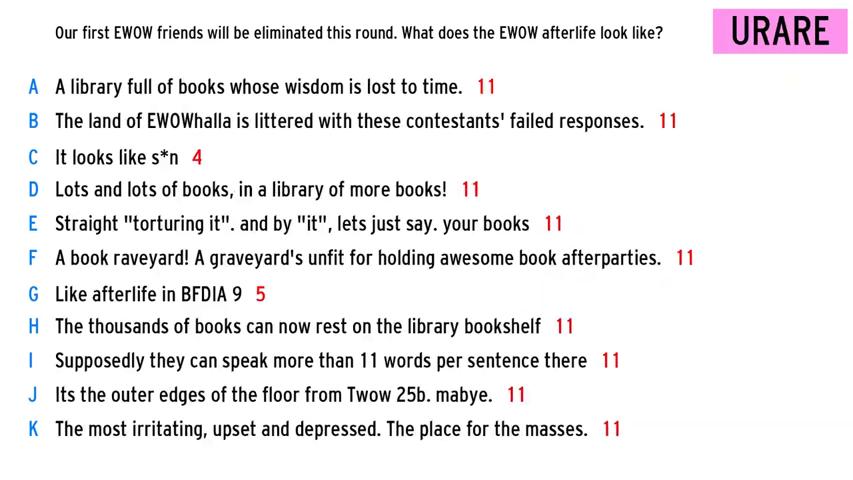 Our first EWOW friends will be eliminated this round. What does the EWOW afterlife look like?
URARE
A A library full of books whose wisdom is lost to time. 11
B The land of EWOWhalla is littered with these contestants' failed responses. 11
C It looks like s*n 4
D Lots and lots of books, in a library of more books! 11
E Straight "torturing it". and by "it", lets just say. your books 11
F A book raveyard! A graveyard's unfit for holding awesome book afterparties. 11
G Like afterlife in BFDIA 9 5
H The thousands of books can now rest on the library bookshelf 11
I Supposedly they can speak more than 11 words per sentence there 11
J Its the outer edges of the floor from Twow 25b. mabye. 11
K The most irritating, upset and depressed. The place for the masses. 11